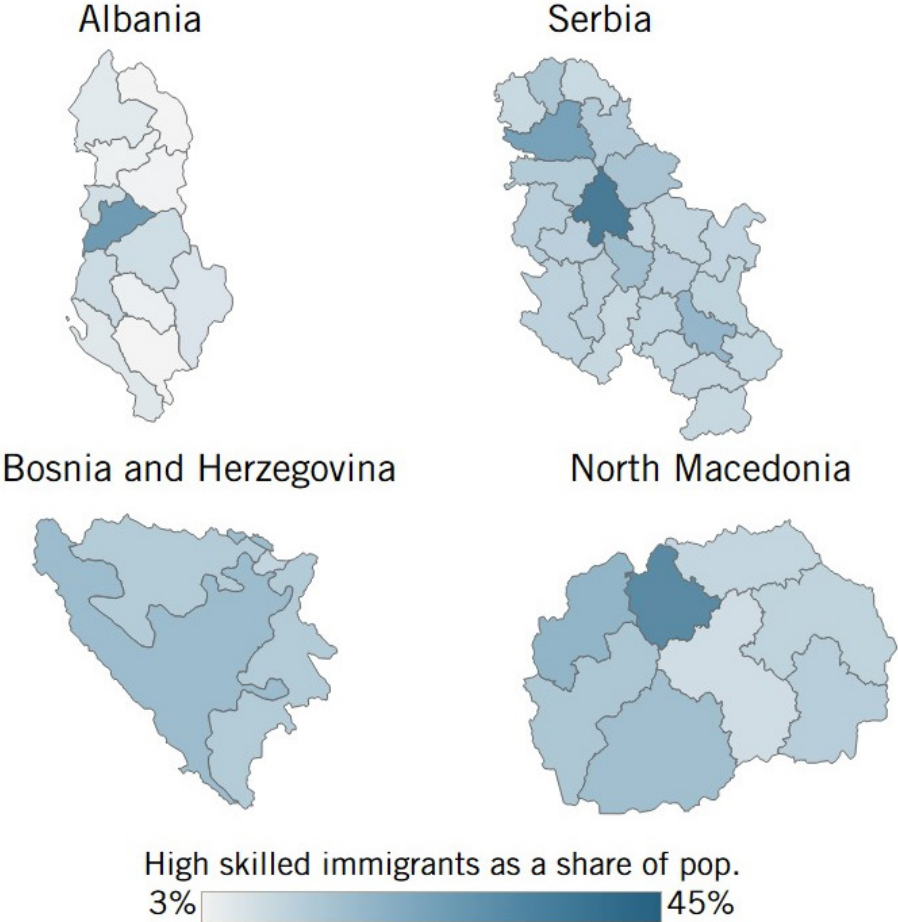 Albania
Serbia
Bosnia and Herzegovina
North Macedonia
High skilled immigrants as a share of pop.
3%
45%